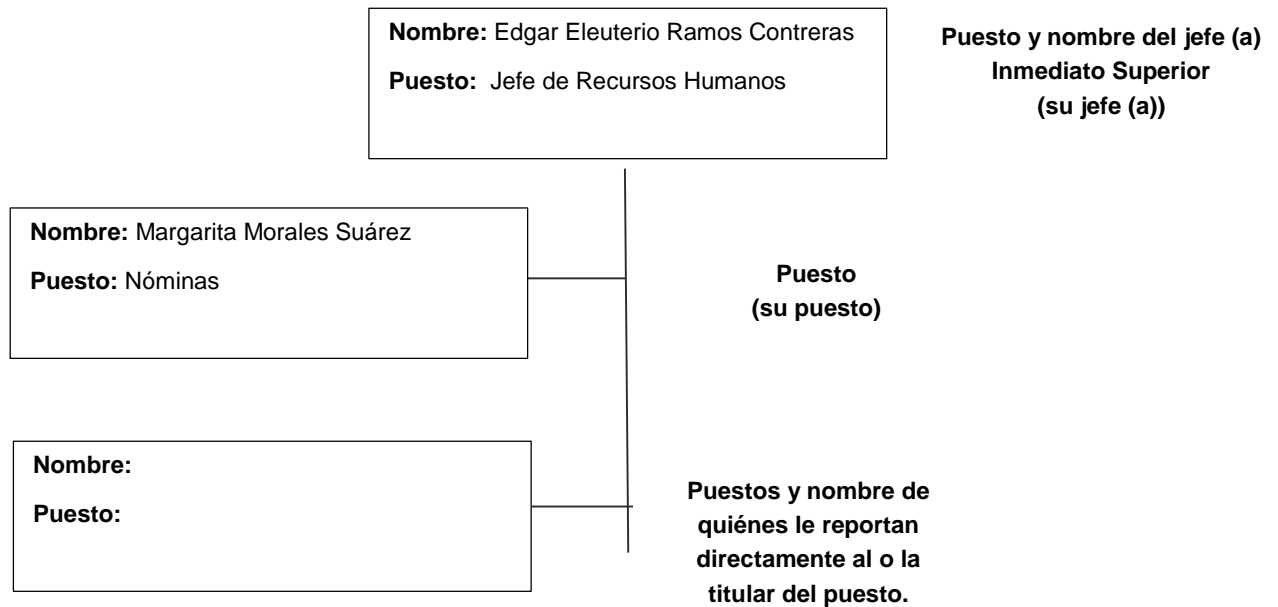 Nombre: Edgar Eleuterio Ramos Contreras
Puesto: Jefe de Recursos Humanos
Puesto y nombre del jefe (a)
Inmediato Superior
(su jefe (a))
Nombre: Margarita Morales Suárez
Puesto: Nóminas
Puesto
(su puesto)
Nombre:
Puesto:
Puestos y nombre de
quiénes le reportan
directamente al o la
titular del puesto.